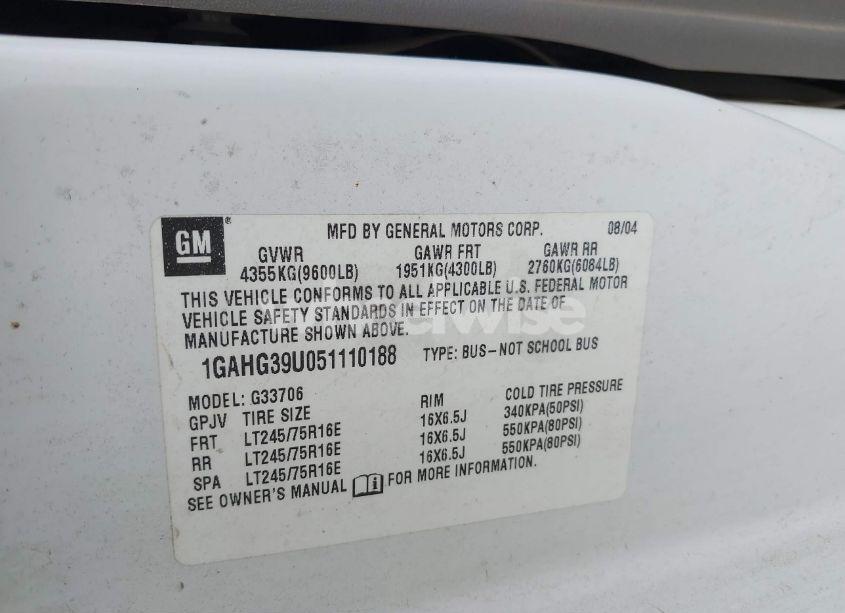 GM®
MFD BY GENERAL MOTORS CORP. 08/04
GVWR GAWR FRT GAWR RR
4355KG(9600LB) 1951KG(4300LB) 2760KG(6084LB)
THIS VEHICLE CONFORMS TO ALL APPLICABLE U.S. FEDERAL MOTOR
VEHICLE SAFETY STANDARDS IN EFFECT ON THE DATE OF
MANUFACTURE SHOWN ABOVE.
1GAHG39U051110188 TYPE: BUS-NOT SCHOOL BUS
MODEL: G33706
GPJV TIRE SIZE RIM COLD TIRE PRESSURE
FRT LT245/75R16E 16X6.5J 340KPA(50PSI)
RR LT245/75R16E 16X6.5J 550KPA(80PSI)
SPA LT245/75R16E 16X6.5J 550KPA(80PSI)
SEE OWNER'S MANUAL FOR MORE INFORMATION.